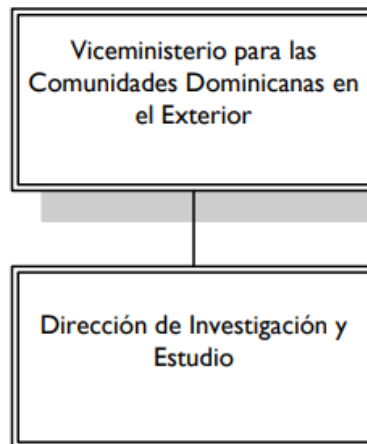 Viceministerio para las
Comunidades Dominicanas en
el Exterior
Dirección de Investigación y
Estudio